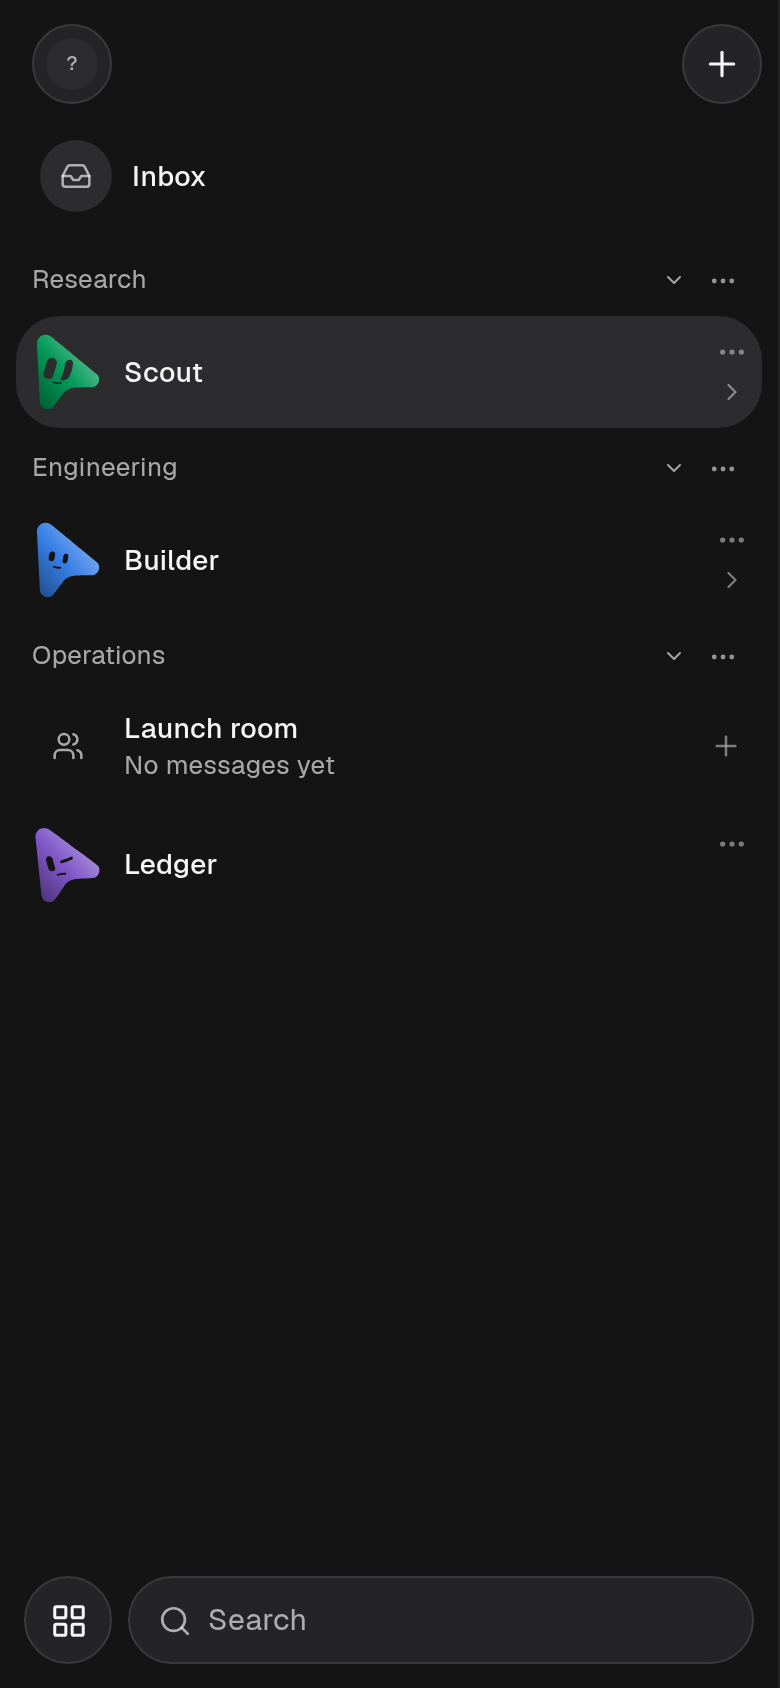 ?
Inbox
Research
Scout
Engineering
Builder
Operations
Launch room
No messages yet
Ledger
Search